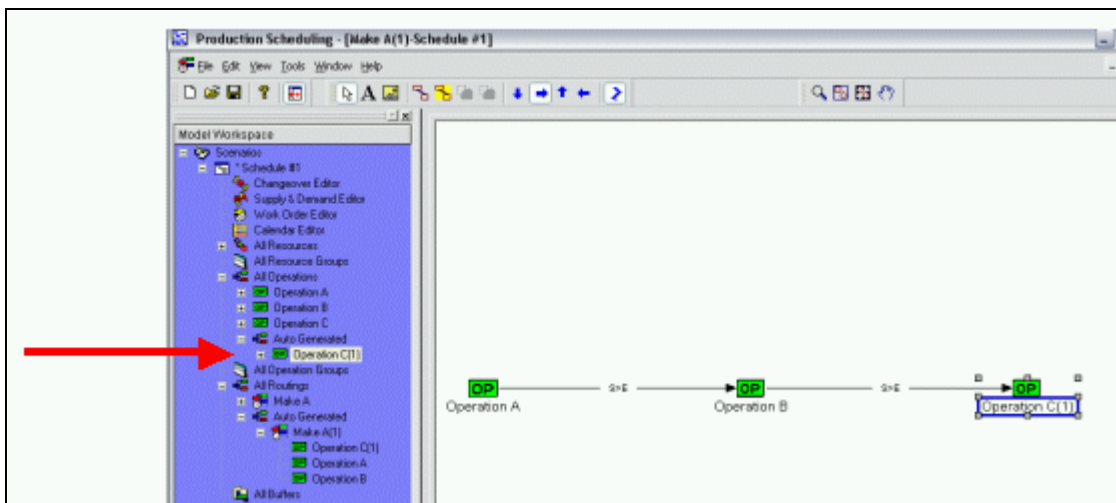 Production Scheduling - [Make A(1)-Schedule #1]
File Edit View Tools Window Help
Model Workspace
Scenarios
* Schedule #1
Changeover Editor
Supply & Demand Editor
Work Order Editor
Calendar Editor
All Resources
All Resource Groups
All Operations
Operation A
Operation B
Operation C
Auto Generated
Operation C(1)
All Operation Groups
All Routings
Make A
Auto Generated
Make A(1)
Operation C(1)
Operation A
Operation B
All Buffers
OP S>E OP S>E OP
Operation A Operation B Operation C(1)